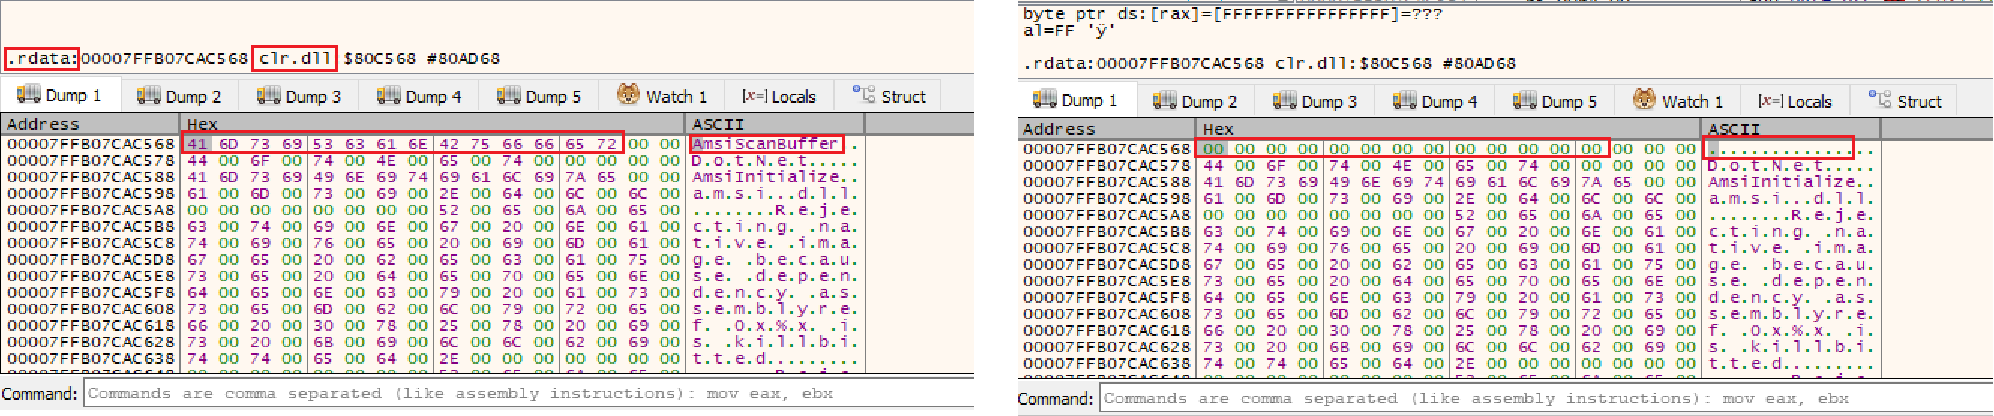 .rdata:00007FFB07CAC568 clr.dll $80C568 #80AD68
Dump 1 Dump 2 Dump 3 Dump 4 Dump 5 Watch 1 [x=] Locals Struct
Address Hex ASCII
00007FFB07CAC568 41 6D 73 69 53 63 61 6E 42 75 66 66 65 72 00 00 AmsiScanBuffer..
00007FFB07CAC578 44 00 6F 00 74 00 4E 00 65 00 74 00 00 00 00 00 D.o.t.N.e.t.....
00007FFB07CAC588 41 6D 73 69 49 6E 69 74 69 61 6C 69 7A 65 00 00 AmsiInitialize..
00007FFB07CAC598 61 00 6D 00 73 00 69 00 2E 00 64 00 6C 00 6C 00 a.m.s.i...d.l.l.
00007FFB07CAC5A8 00 00 00 00 00 00 00 00 52 00 65 00 6A 00 65 00 ........R.e.j.e.
00007FFB07CAC5B8 63 00 74 00 69 00 6E 00 67 00 20 00 6E 00 61 00 c.t.i.n.g. .n.a.
00007FFB07CAC5C8 74 00 69 00 76 00 65 00 20 00 69 00 6D 00 61 00 t.i.v.e. .i.m.a.
00007FFB07CAC5D8 67 00 65 00 20 00 62 00 65 00 63 00 61 00 75 00 g.e. .b.e.c.a.u.
00007FFB07CAC5E8 73 00 65 00 20 00 64 00 65 00 70 00 65 00 6E 00 s.e. .d.e.p.e.n.
00007FFB07CAC5F8 64 00 65 00 6E 00 63 00 79 00 20 00 61 00 73 00 d.e.n.c.y. .a.s.
00007FFB07CAC608 73 00 65 00 6D 00 62 00 6C 00 79 00 72 00 65 00 s.e.m.b.l.y.r.e.
00007FFB07CAC618 66 00 20 00 30 00 78 00 25 00 78 00 20 00 69 00 f. .0.x.%.x. .i.
00007FFB07CAC628 73 00 20 00 6B 00 69 00 6C 00 6C 00 62 00 69 00 s. .k.i.l.l.b.i.
00007FFB07CAC638 74 00 74 00 65 00 64 00 2E 00 00 00 00 00 00 00 t.t.e.d.........
Command: Commands are comma separated (like assembly instructions): mov eax, ebx
byte ptr ds:[rax]=[FFFFFFFFFFFFFFFF]=???
al=FF 'ÿ'
.rdata:00007FFB07CAC568 clr.dll:$80C568 #80AD68
Dump 1 Dump 2 Dump 3 Dump 4 Dump 5 Watch 1 [x=] Locals Struct
Address Hex ASCII
00007FFB07CAC568 00 00 00 00 00 00 00 00 00 00 00 00 00 00 00 00 ................
00007FFB07CAC578 44 00 6F 00 74 00 4E 00 65 00 74 00 00 00 00 00 D.o.t.N.e.t.....
00007FFB07CAC588 41 6D 73 69 49 6E 69 74 69 61 6C 69 7A 65 00 00 AmsiInitialize..
00007FFB07CAC598 61 00 6D 00 73 00 69 00 2E 00 64 00 6C 00 6C 00 a.m.s.i...d.l.l.
00007FFB07CAC5A8 00 00 00 00 00 00 00 00 52 00 65 00 6A 00 65 00 ........R.e.j.e.
00007FFB07CAC5B8 63 00 74 00 69 00 6E 00 67 00 20 00 6E 00 61 00 c.t.i.n.g. .n.a.
00007FFB07CAC5C8 74 00 69 00 76 00 65 00 20 00 69 00 6D 00 61 00 t.i.v.e. .i.m.a.
00007FFB07CAC5D8 67 00 65 00 20 00 62 00 65 00 63 00 61 00 75 00 g.e. .b.e.c.a.u.
00007FFB07CAC5E8 73 00 65 00 20 00 64 00 65 00 70 00 65 00 6E 00 s.e. .d.e.p.e.n.
00007FFB07CAC5F8 64 00 65 00 6E 00 63 00 79 00 20 00 61 00 73 00 d.e.n.c.y. .a.s.
00007FFB07CAC608 73 00 65 00 6D 00 62 00 6C 00 79 00 72 00 65 00 s.e.m.b.l.y.r.e.
00007FFB07CAC618 66 00 20 00 30 00 78 00 25 00 78 00 20 00 69 00 f. .0.x.%.x. .i.
00007FFB07CAC628 73 00 20 00 6B 00 69 00 6C 00 6C 00 62 00 69 00 s. .k.i.l.l.b.i.
00007FFB07CAC638 74 00 74 00 65 00 64 00 2E 00 00 00 00 00 00 00 t.t.e.d.........
Command: Commands are comma separated (like assembly instructions): mov eax, ebx